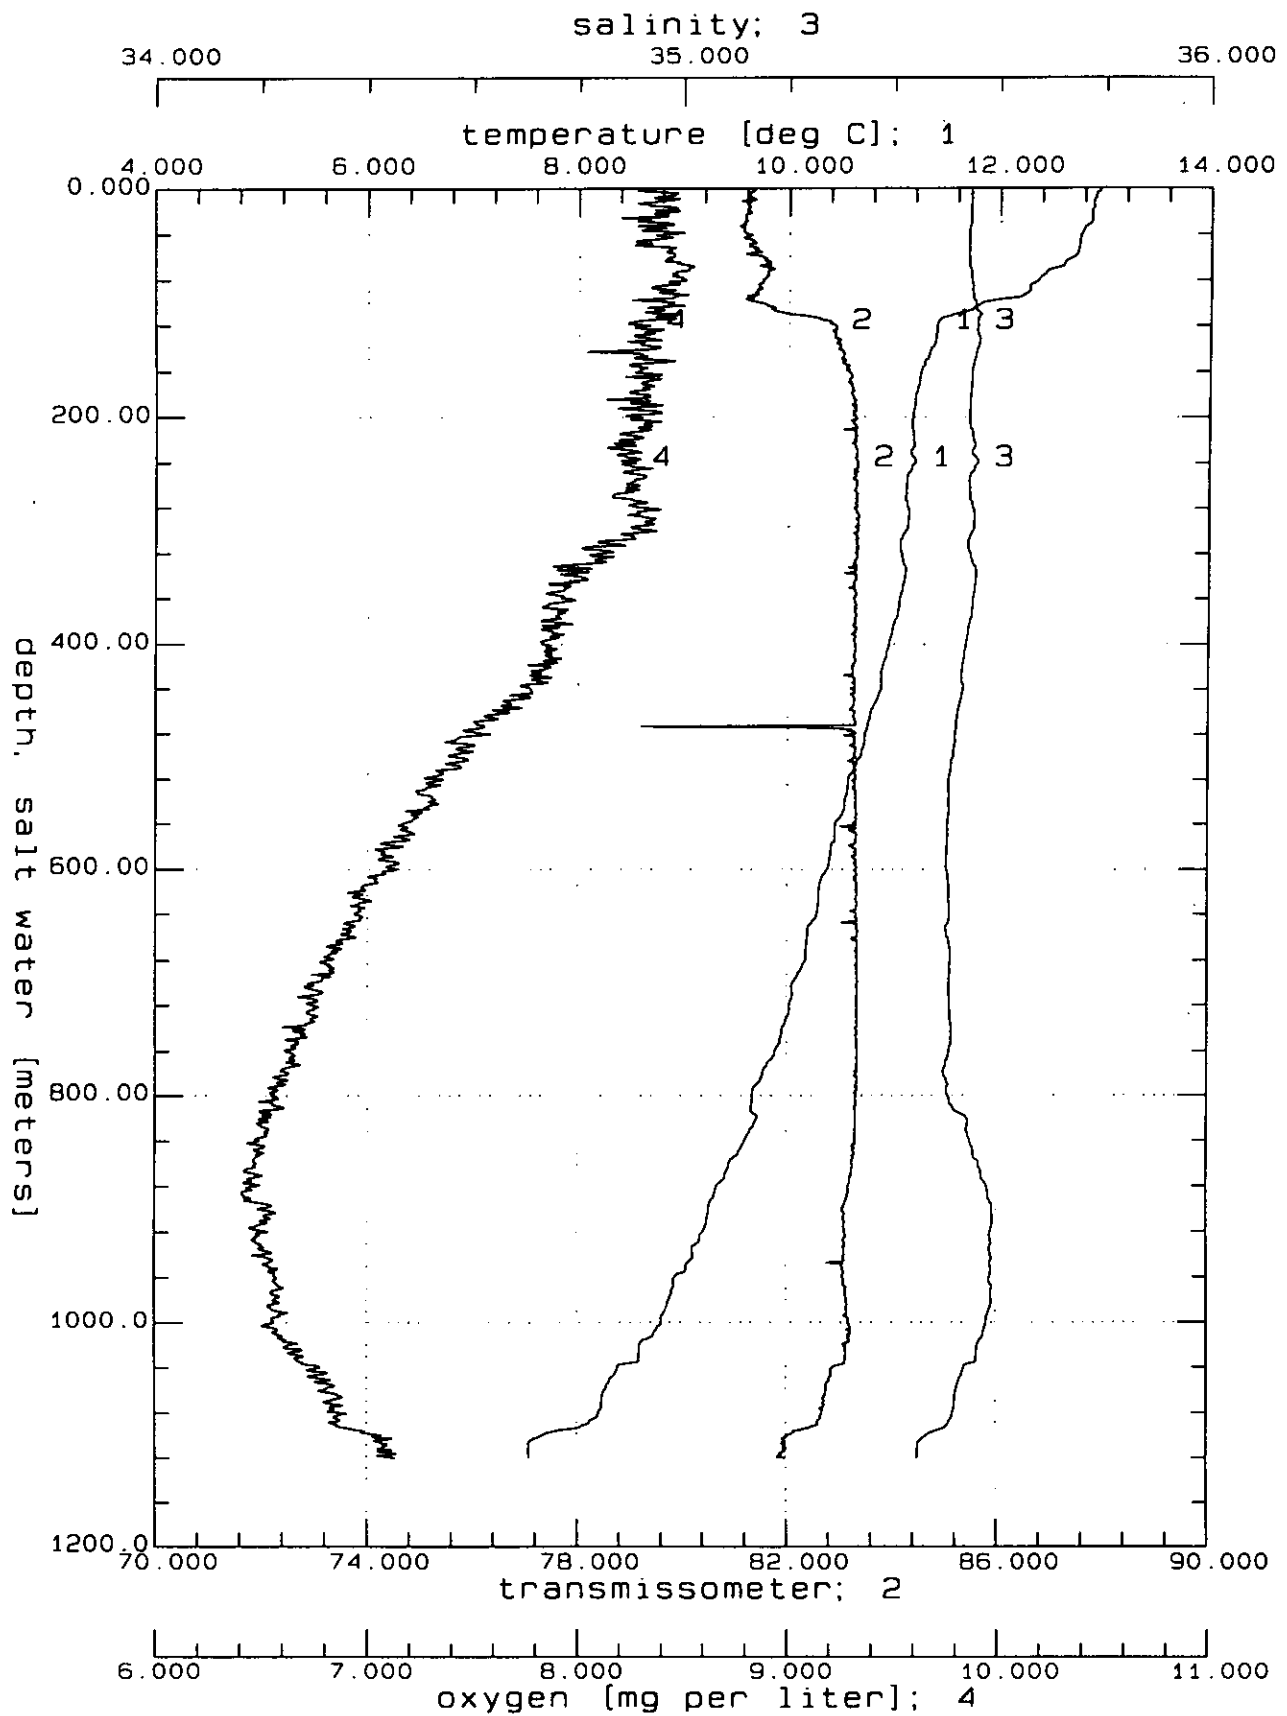 salinity; 3
34.000 35.000 36.000
temperature [deg C]; 1
4.000 6.000 8.000 10.000 12.000 14.000
0.000
4 2 1 3
200.00
4 2 1 3
400.00
600.00
800.00
1000.0
1200.0
depth, salt water [meters]
70.000 74.000 78.000 82.000 86.000 90.000
transmissometer; 2
6.000 7.000 8.000 9.000 10.000 11.000
oxygen [mg per liter]; 4